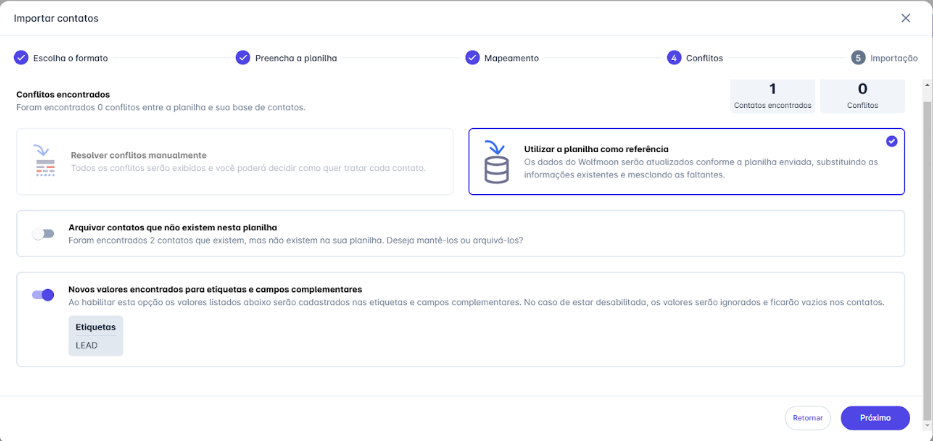 Importar contatos
Escolha o formato
Preencha a planilha
Mapeamento
4 Conflitos
5 Importação
Conflitos encontrados
Foram encontrados 0 conflitos entre a planilha e sua base de contatos.
1
Contatos encontrados
0
Conflitos
Resolver conflitos manualmente
Todos os conflitos serão exibidos e você poderá decidir como quer tratar cada contato.
Utilizar a planilha como referência
Os dados do Wolfmoon serão atualizados conforme a planilha enviada, substituindo as
informações existentes e mesclando as faltantes.
Arquivar contatos que não existem nesta planilha
Foram encontrados 2 contatos que existem, mas não existem na sua planilha. Deseja mantê-los ou arquivá-los?
Novos valores encontrados para etiquetas e campos complementares
Ao habilitar esta opção os valores listados abaixo serão cadastrados nas etiquetas e campos complementares. No caso de estar desabilitada, os valores serão ignorados e ficarão vazios nos contatos.
Etiquetas
LEAD
Retornar
Próximo